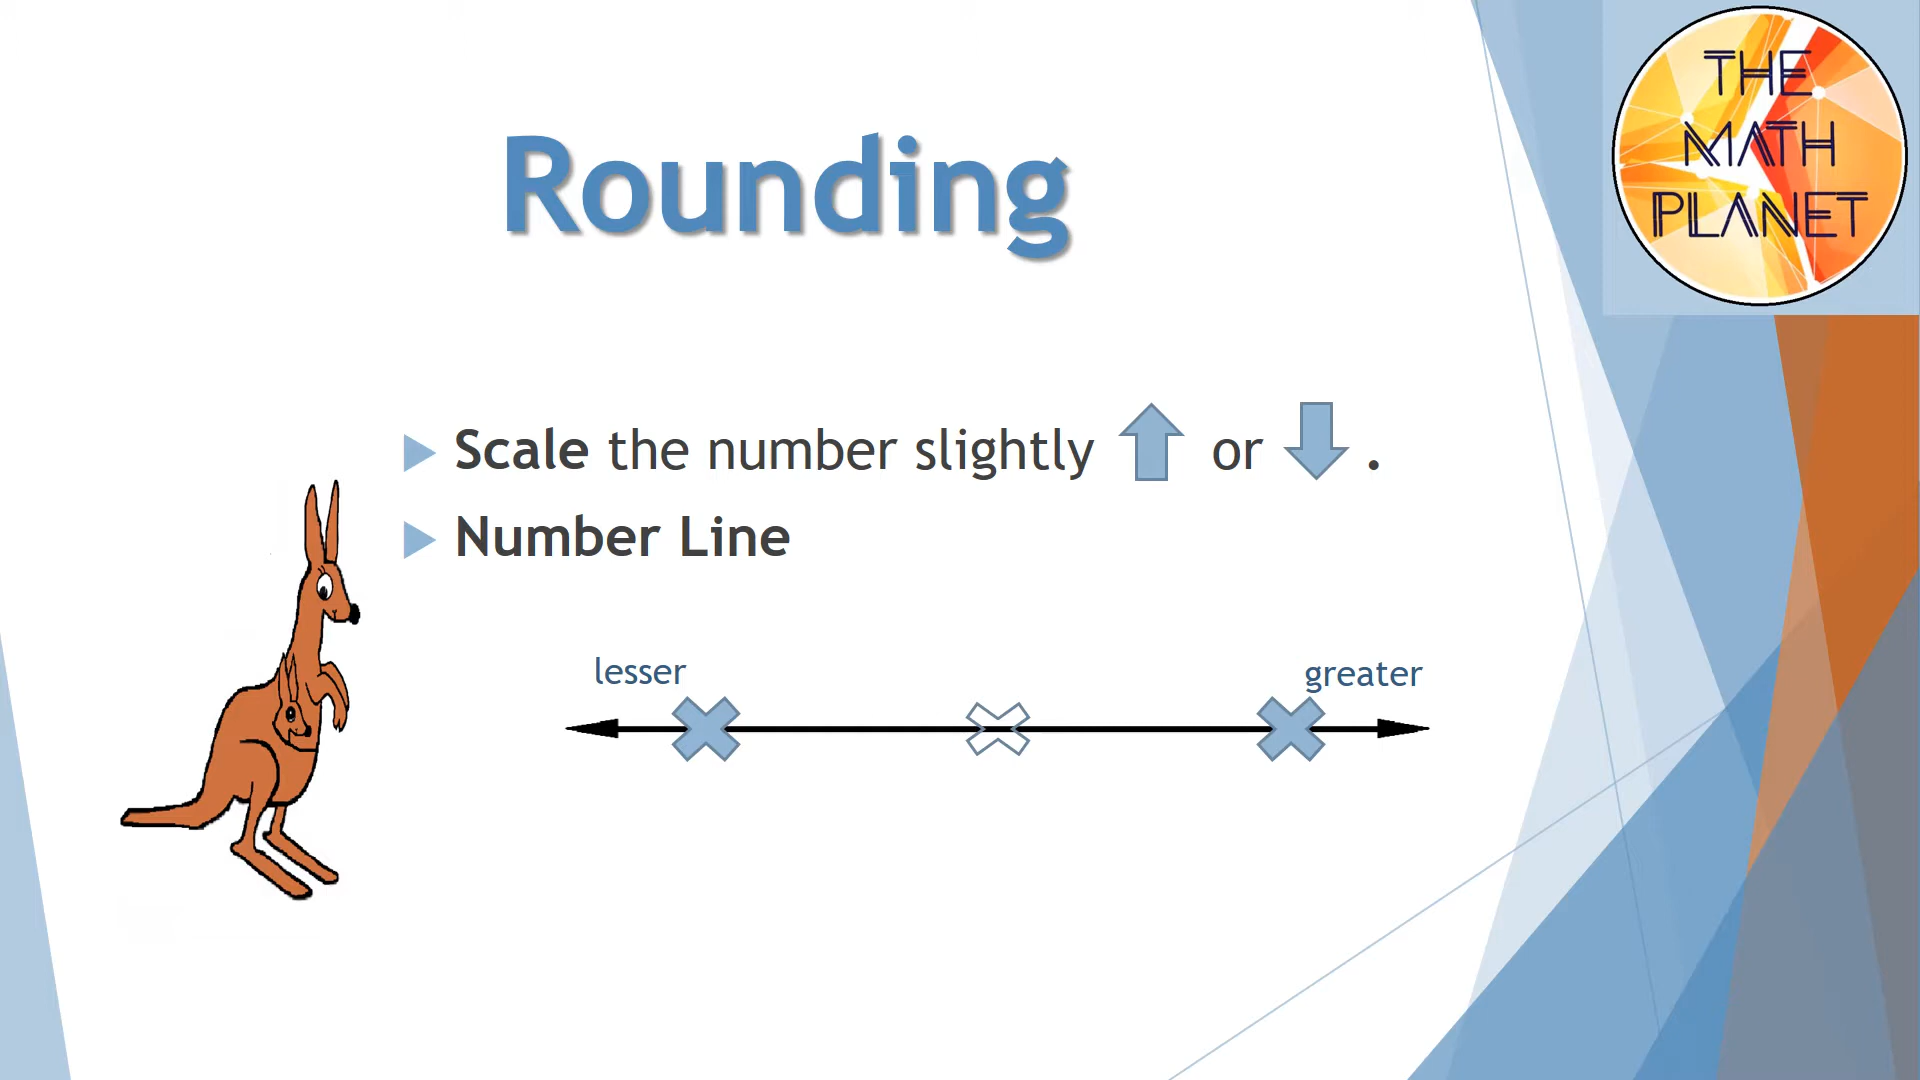 THE
MATH
PLANET
Rounding
Scale the number slightly or .
Number Line
lesser
greater